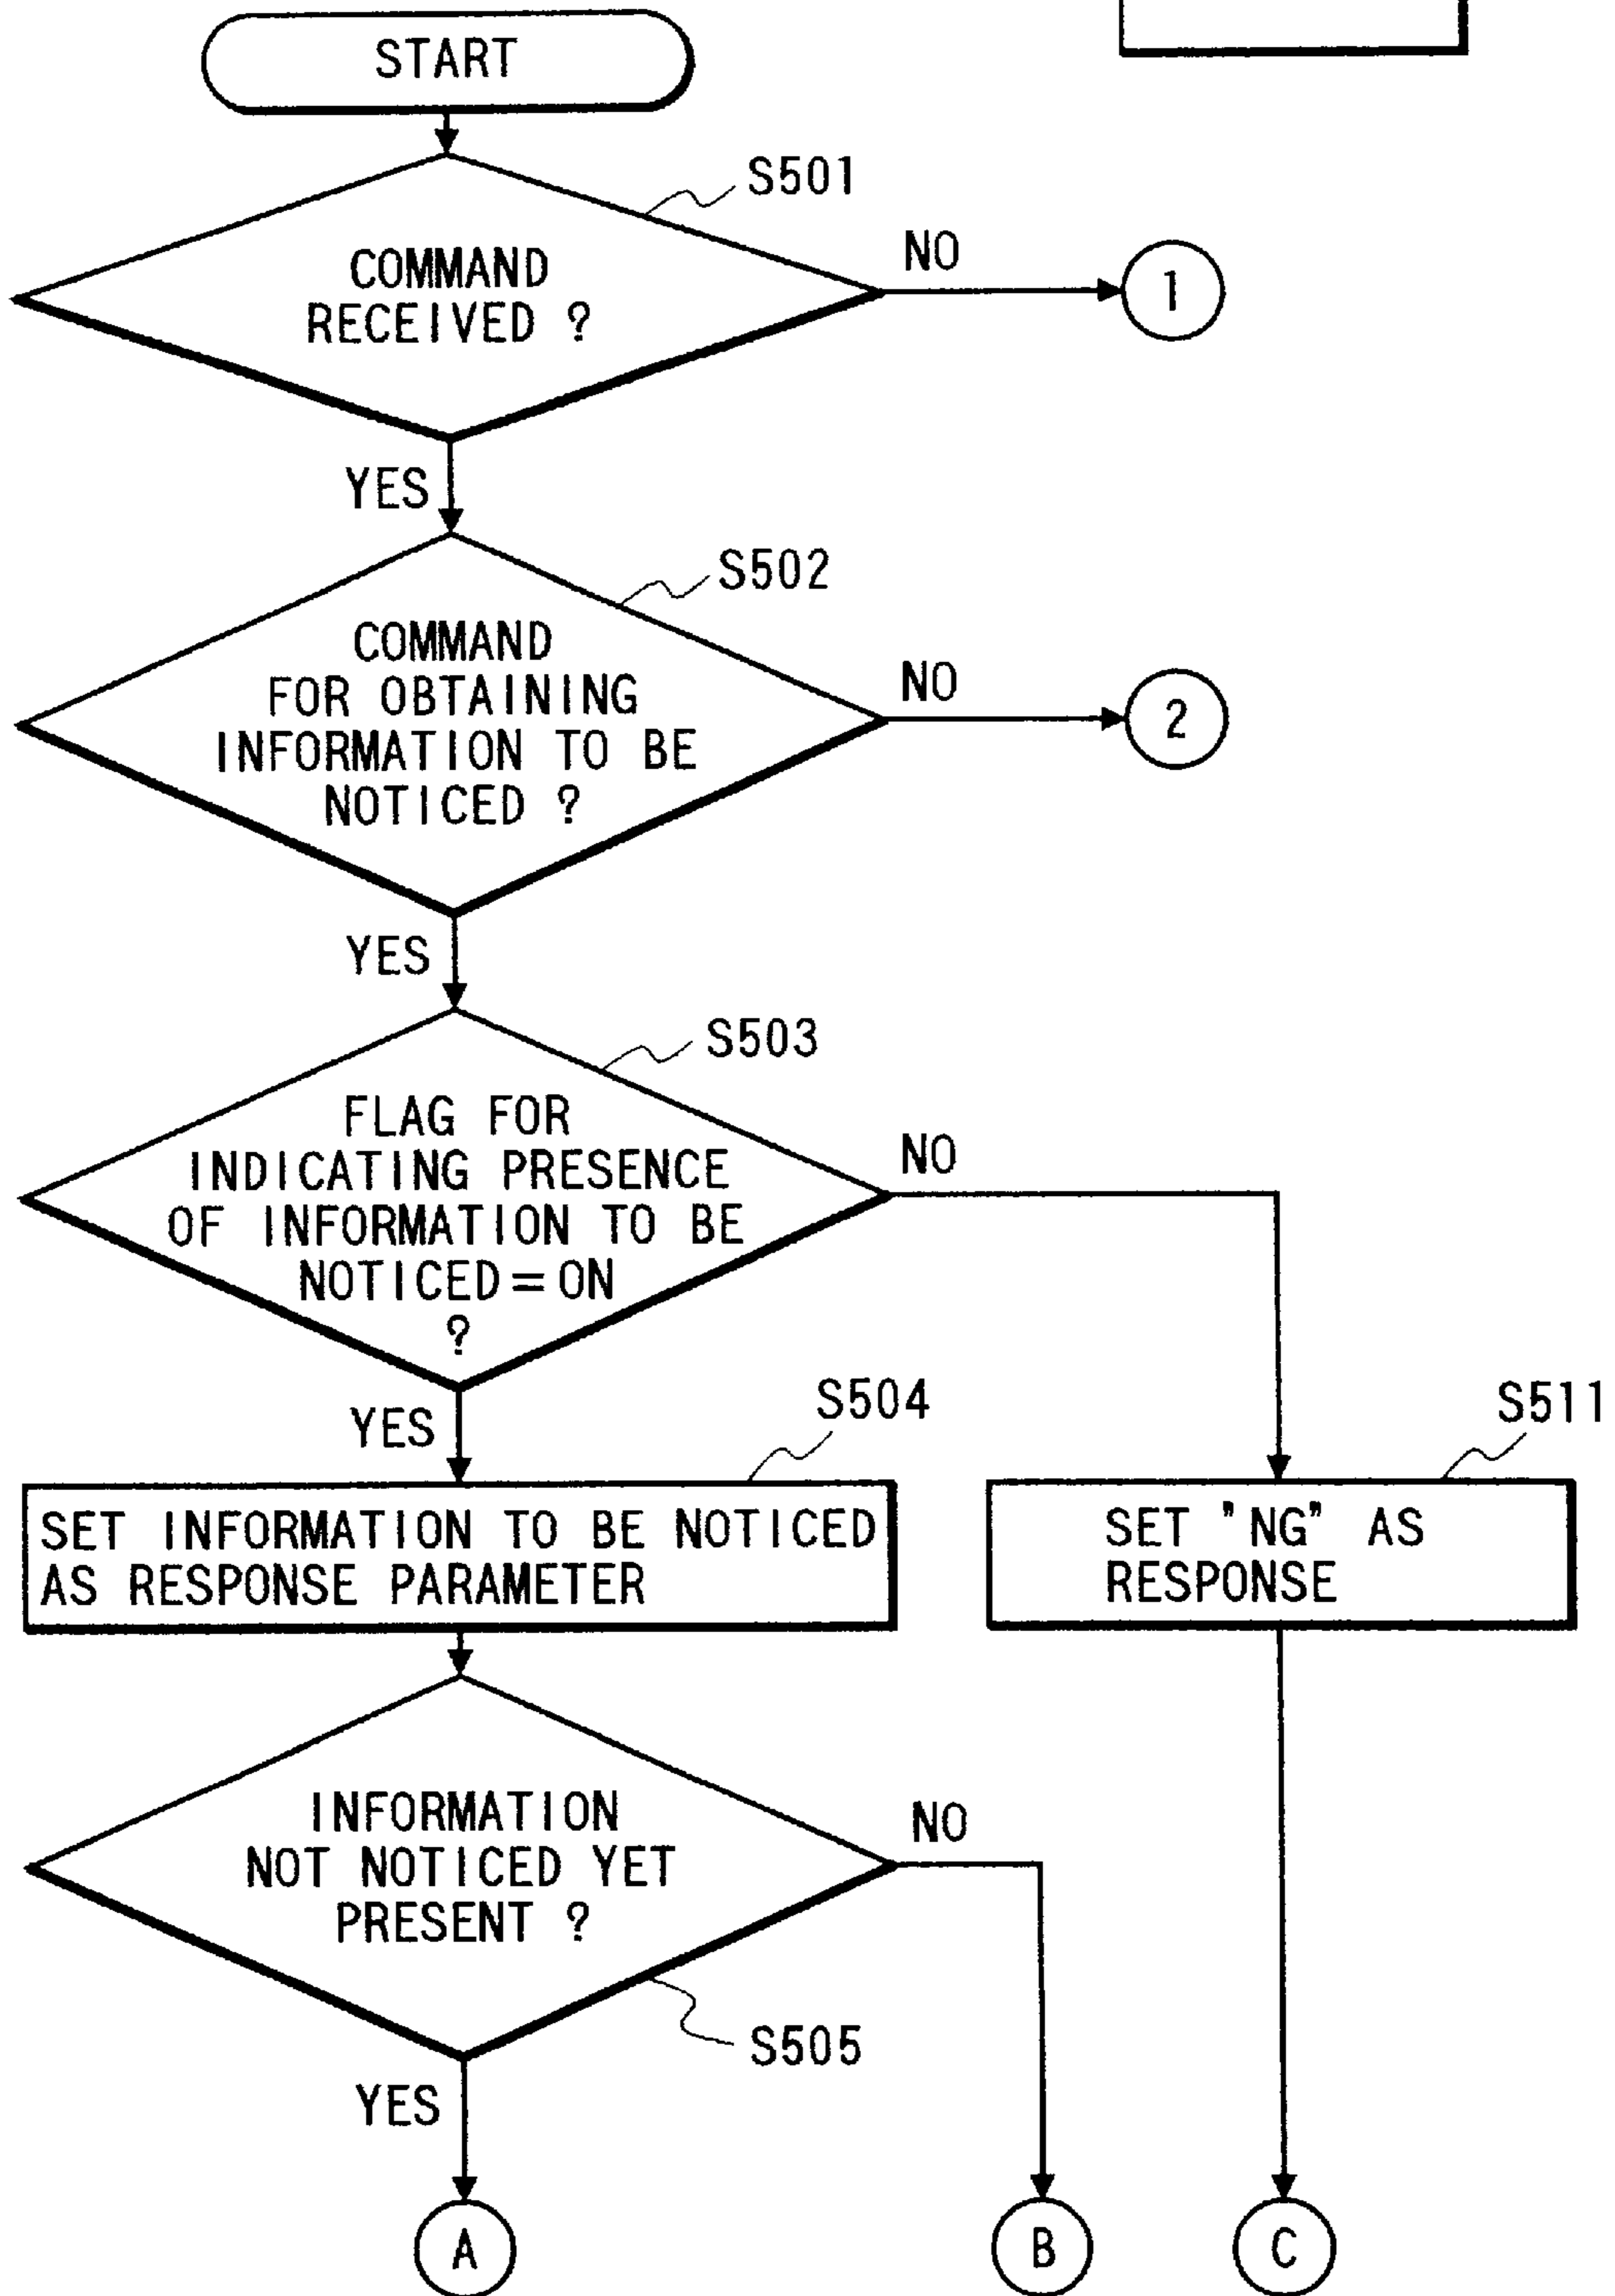 START
S501
COMMAND
RECEIVED ?
NO
1
YES
S502
COMMAND
FOR OBTAINING
INFORMATION TO BE
NOTICED ?
NO
2
YES
S503
FLAG FOR
INDICATING PRESENCE
OF INFORMATION TO BE
NOTICED=ON
?
NO
YES
S504
S511
SET INFORMATION TO BE NOTICED
AS RESPONSE PARAMETER
SET "NG" AS
RESPONSE
INFORMATION
NOT NOTICED YET
PRESENT ?
NO
S505
YES
A
B
C